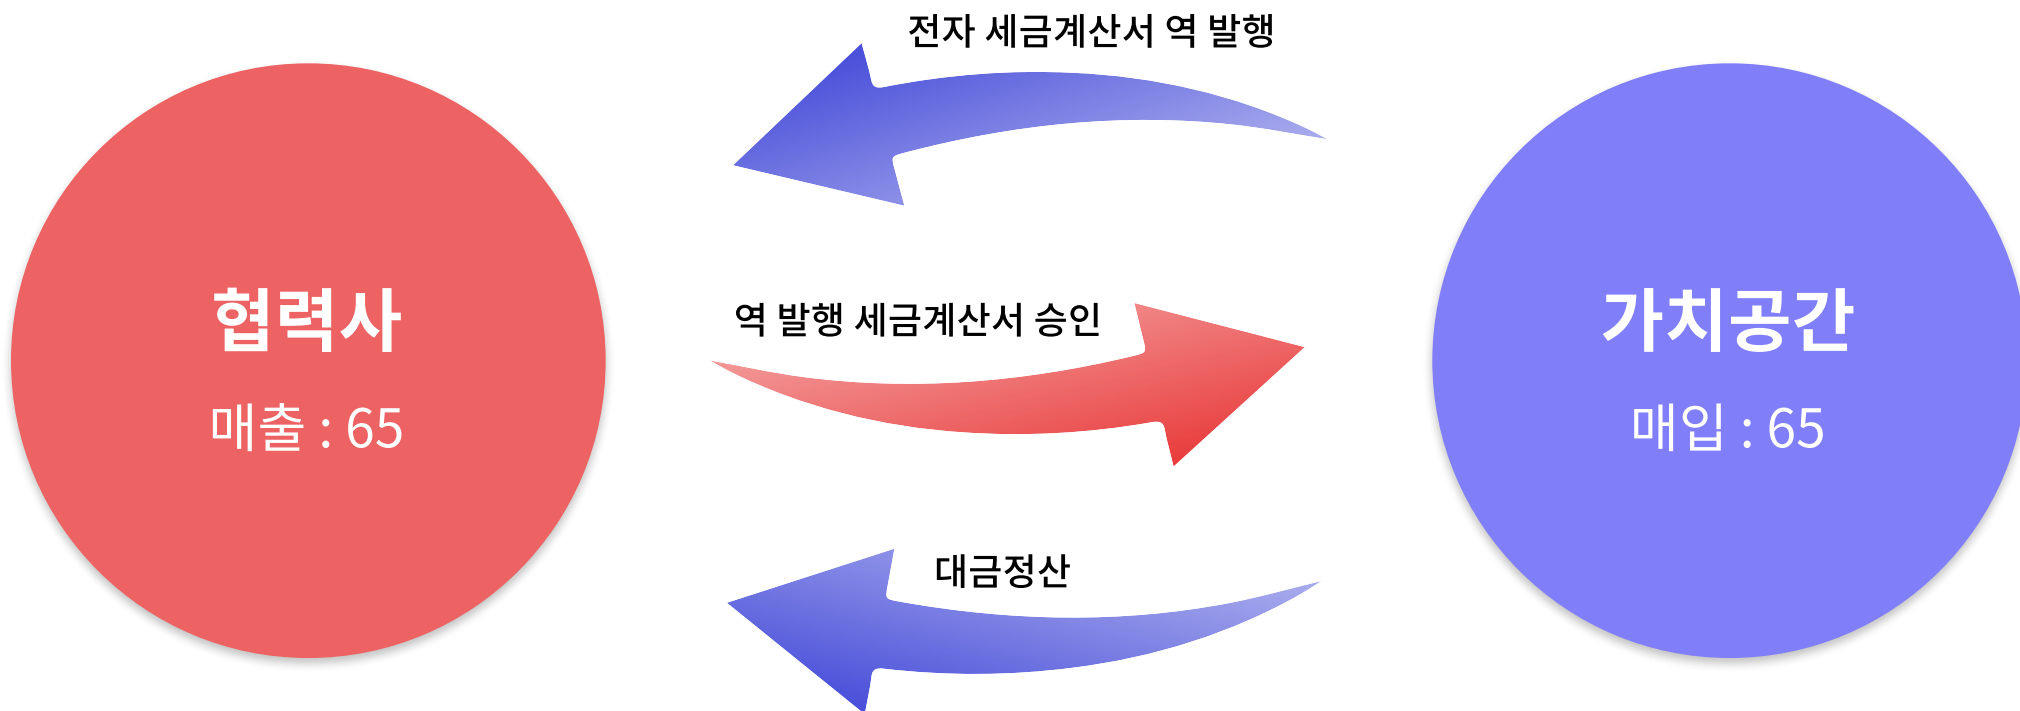 전자 세금계산서 역 발행
협력사
매출 : 65
역 발행 세금계산서 승인
가치공간
매입 : 65
대금정산